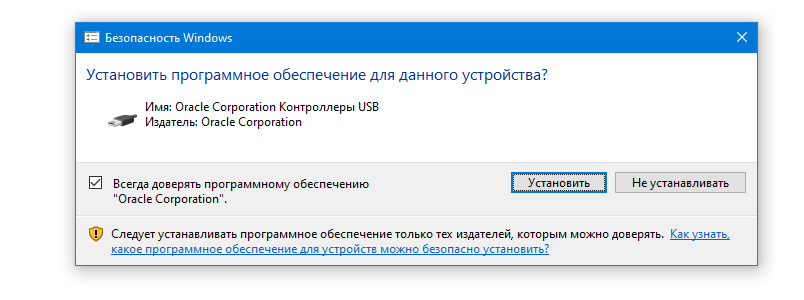 Безопасность Windows
Установить программное обеспечение для данного устройства?
Имя: Oracle Corporation Контроллеры USB
Издатель: Oracle Corporation
Всегда доверять программному обеспечению
"Oracle Corporation".
Установить
Не устанавливать
Следует устанавливать программное обеспечение только тех издателей, которым можно доверять. Как узнать,
какое программное обеспечение для устройств можно безопасно установить?